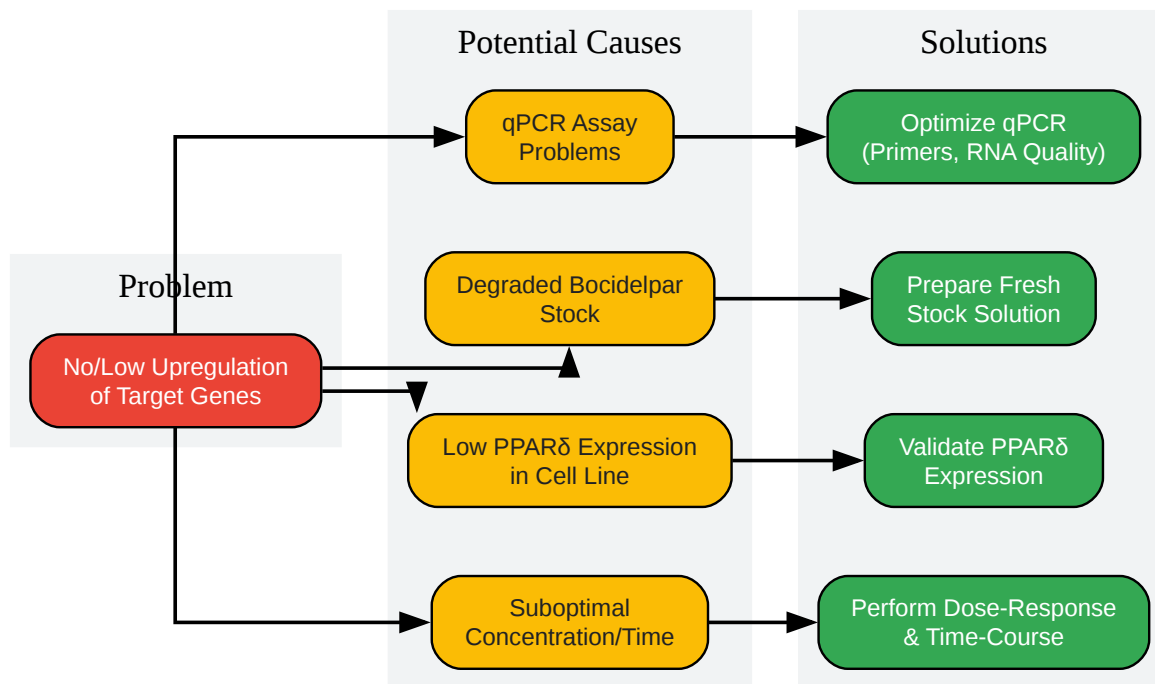 Potential Causes
Solutions
qPCR Assay
Problems
Optimize qPCR
(Primers, RNA Quality)
Problem
Degraded Bocidelpar
Stock
Prepare Fresh
Stock Solution
No/Low Upregulation
of Target Genes
Low PPARδ Expression
in Cell Line
Validate PPARδ
Expression
Suboptimal
Concentration/Time
Perform Dose-Response
& Time-Course